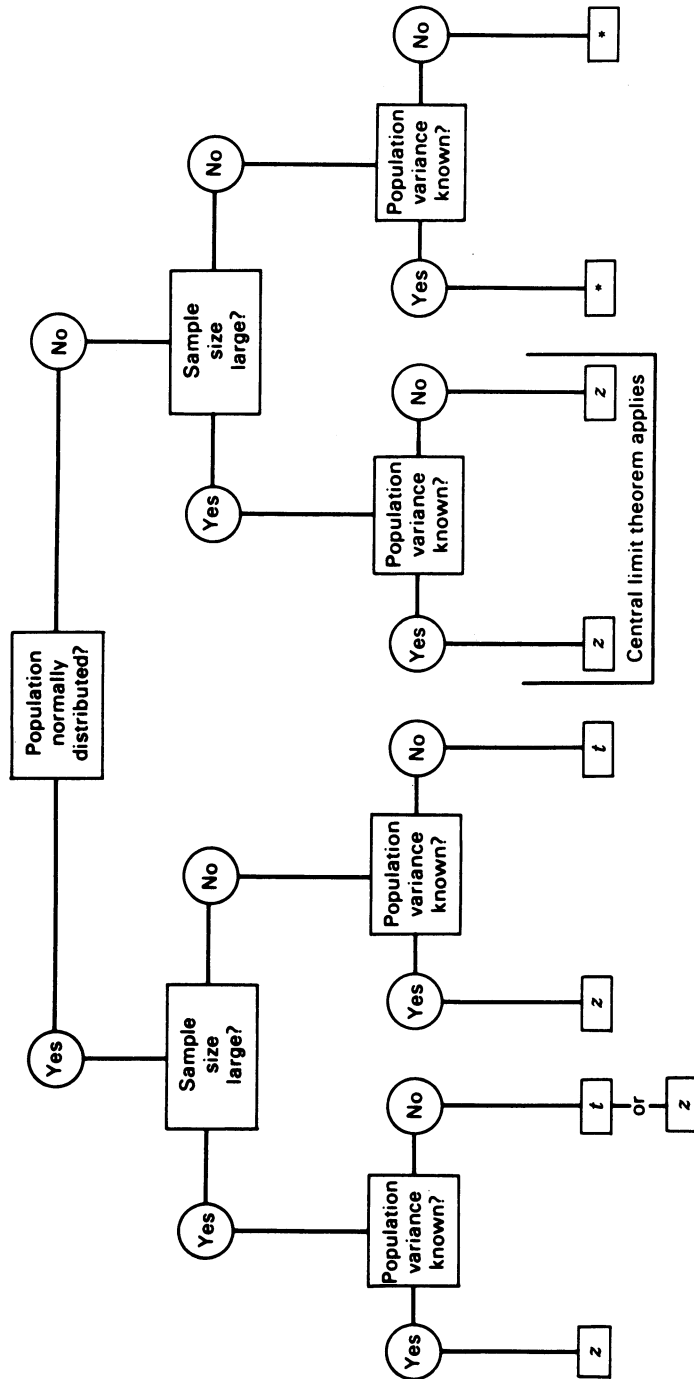 Population
normally
distributed?
Yes
No
Sample
size
large?
Sample
size
large?
Yes
No
Yes
No
Population
variance
known?
Population
variance
known?
Population
variance
known?
Population
variance
known?
Yes
No
Yes
No
Yes
No
Yes
No
z
t
or
z
z
t
z
z
*
*
Central limit theorem applies